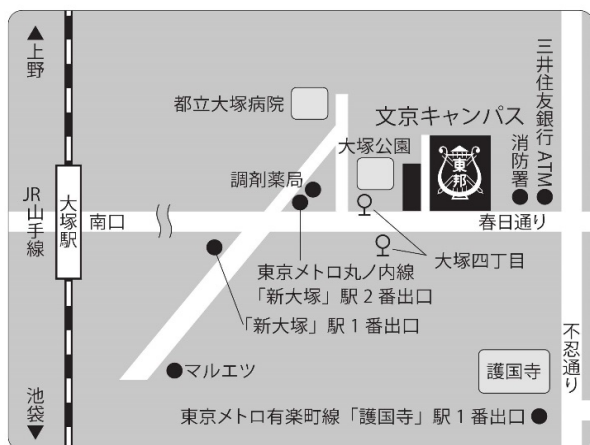 ▲上野
JR山手線
大塚駅
南口
池袋▼
都立大塚病院
文京キャンパス
東邦
大塚公園
調剤薬局
消防署
三井住友銀行ATM
春日通り
東京メトロ丸ノ内線
「新大塚」駅2番出口
「新大塚」駅1番出口
大塚四丁目
不忍通り
マルエツ
護国寺
東京メトロ有楽町線「護国寺」駅1番出口